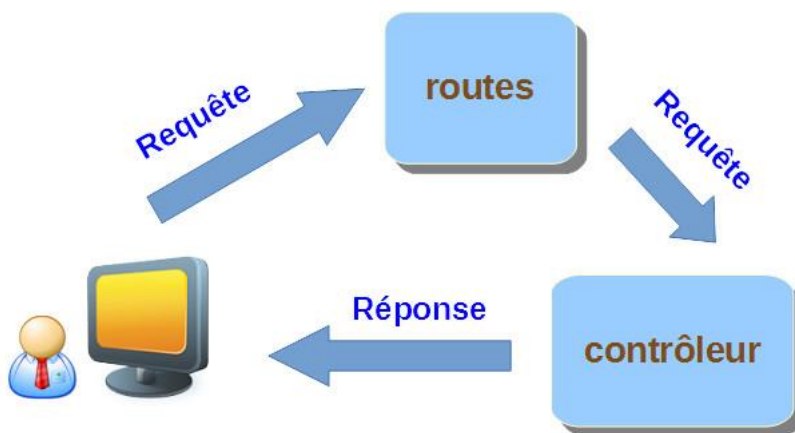 routes
Requête
Requête
Réponse
contrôleur